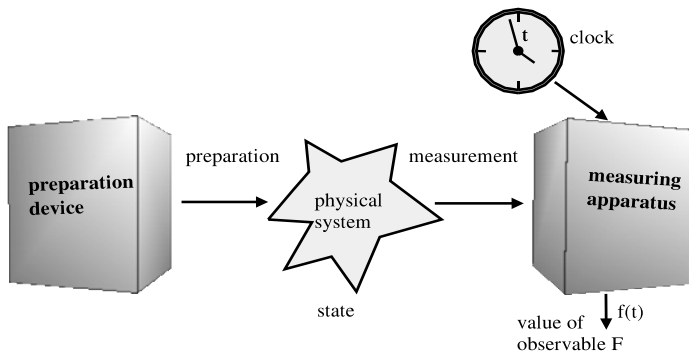 t
clock
preparation
device
preparation
physical
system
state
measurement
measuring
apparatus
f(t)
value of
observable F